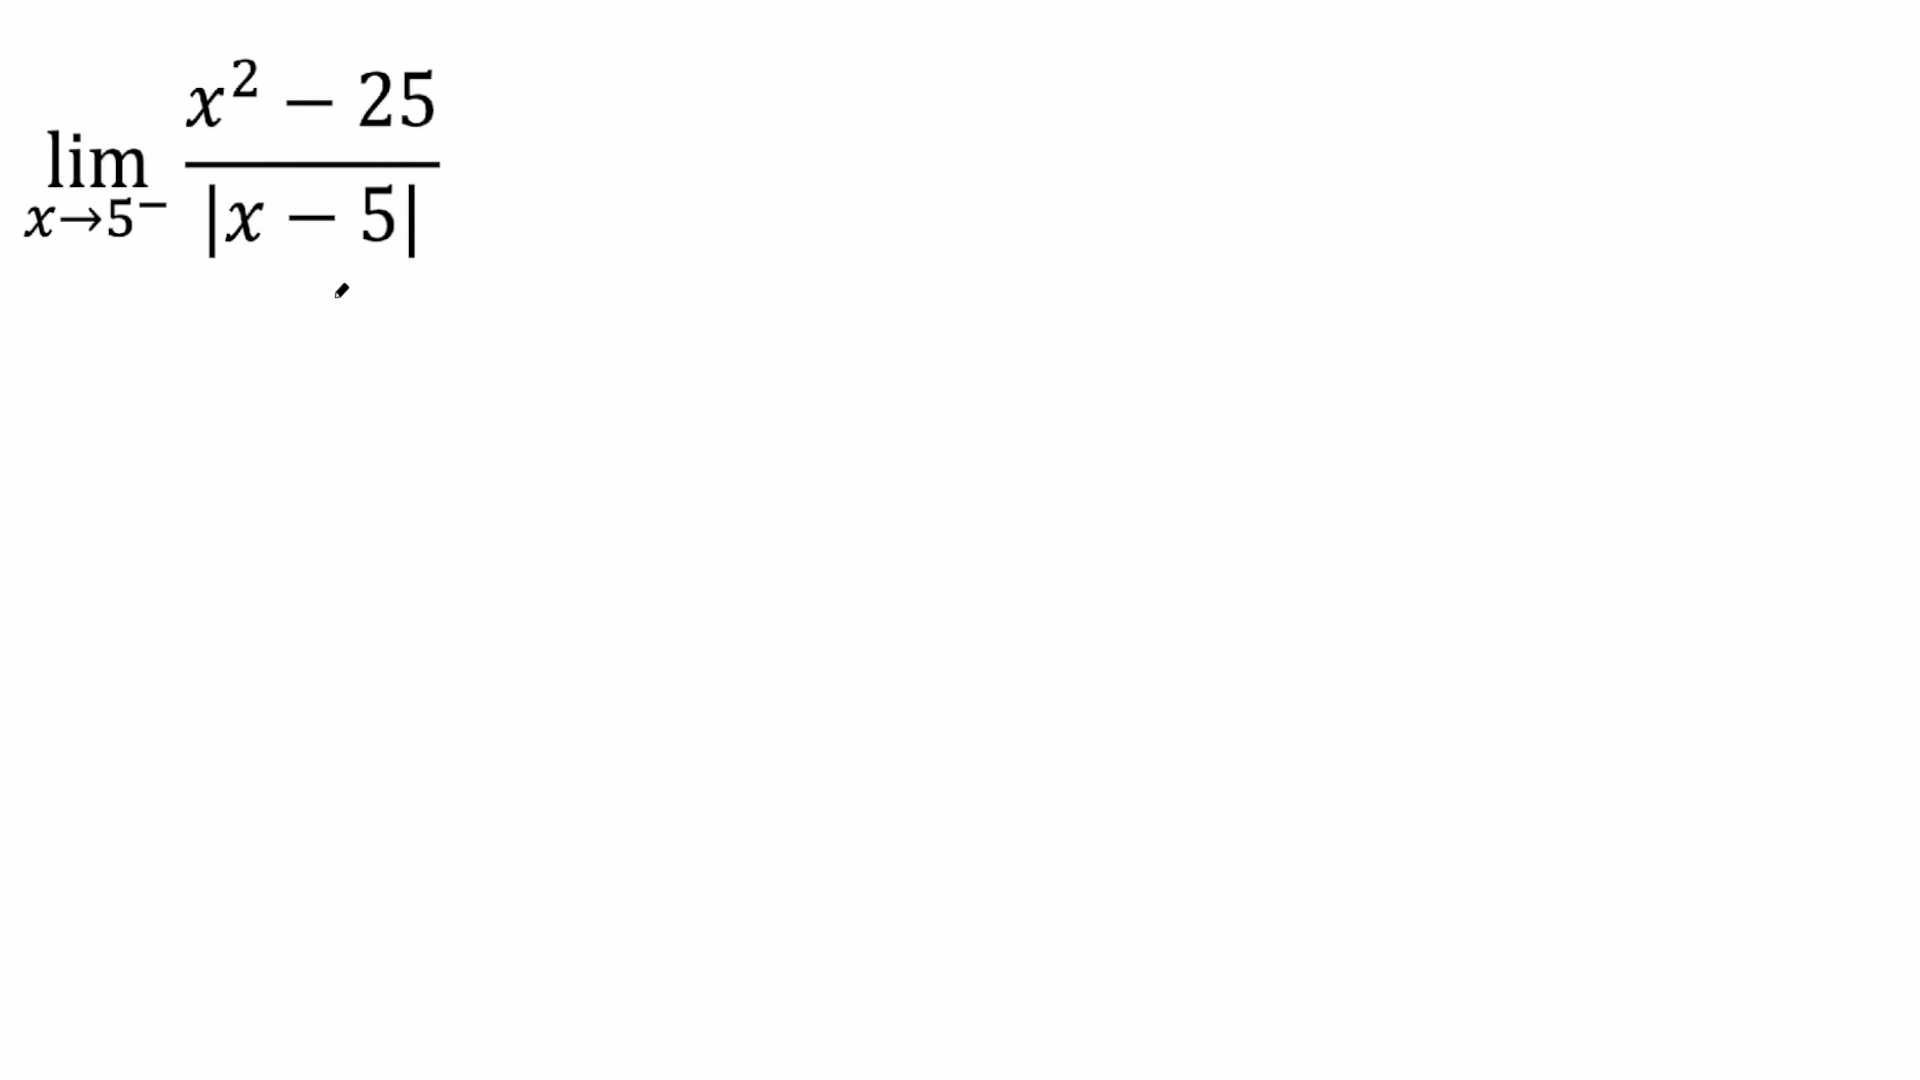 lim x→5⁻ (x² − 25) / |x − 5|